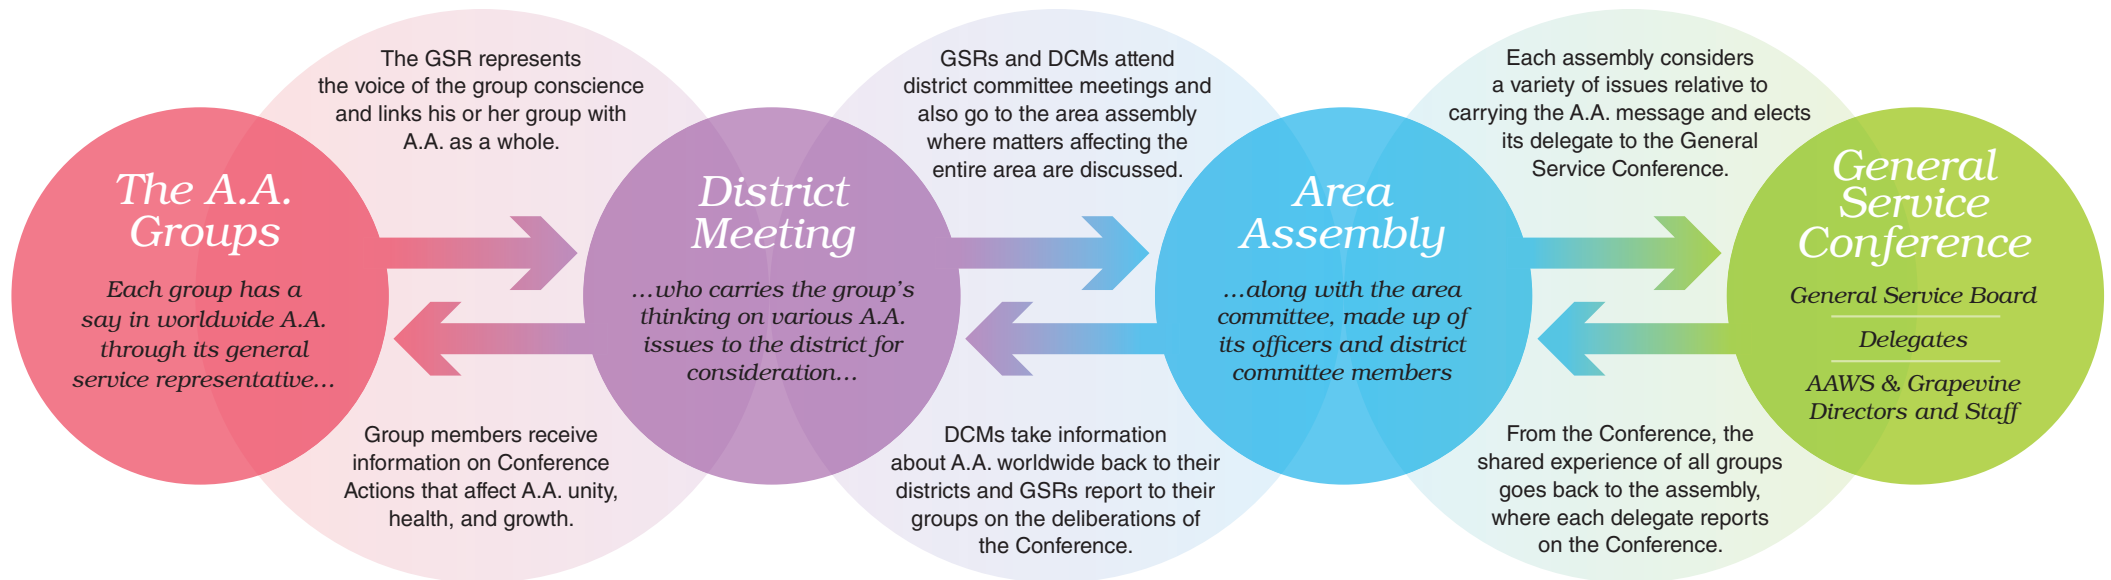 The A.A.
Groups
Each group has a
say in worldwide A.A.
through its general
service representative…
The GSR represents
the voice of the group conscience
and links his or her group with
A.A. as a whole.
Group members receive
information on Conference
Actions that affect A.A. unity,
health, and growth.
District
Meeting
…who carries the group’s
thinking on various A.A.
issues to the district for
consideration…
GSRs and DCMs attend
district committee meetings and
also go to the area assembly
where matters affecting the
entire area are discussed.
DCMs take information
about A.A. worldwide back to their
districts and GSRs report to their
groups on the deliberations of
the Conference.
Area
Assembly
…along with the area
committee, made up of
its officers and district
committee members
Each assembly considers
a variety of issues relative to
carrying the A.A. message and elects
its delegate to the General
Service Conference.
From the Conference, the
shared experience of all groups
goes back to the assembly,
where each delegate reports
on the Conference.
General
Service
Conference
General Service Board
Delegates
AAWS & Grapevine
Directors and Staff